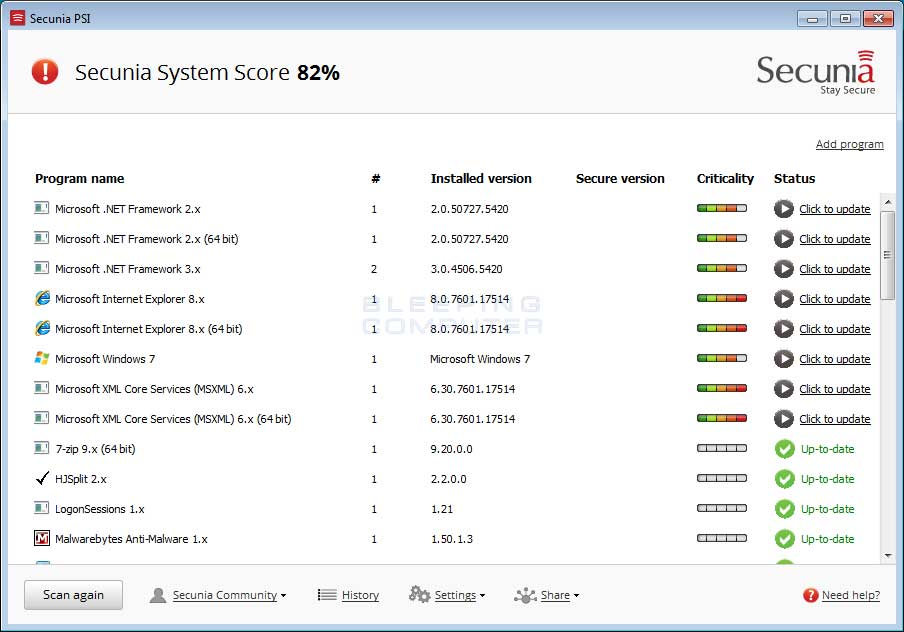 Secunia PSI
Secunia System Score 82%
Secunia
Stay Secure
Add program
Program name # Installed version Secure version Criticality Status
Microsoft .NET Framework 2.x 1 2.0.50727.5420 Click to update
Microsoft .NET Framework 2.x (64 bit) 1 2.0.50727.5420 Click to update
Microsoft .NET Framework 3.x 2 3.0.4506.5420 Click to update
Microsoft Internet Explorer 8.x 1 8.0.7601.17514 Click to update
Microsoft Internet Explorer 8.x (64 bit) 1 8.0.7601.17514 Click to update
BLEEPING
COMPUTER
Microsoft Windows 7 1 Microsoft Windows 7 Click to update
Microsoft XML Core Services (MSXML) 6.x 1 6.30.7601.17514 Click to update
Microsoft XML Core Services (MSXML) 6.x (64 bit) 1 6.30.7601.17514 Click to update
7-zip 9.x (64 bit) 1 9.20.0.0 Up-to-date
HJSplit 2.x 1 2.2.0.0 Up-to-date
LogonSessions 1.x 1 1.21 Up-to-date
Malwarebytes Anti-Malware 1.x 1 1.50.1.3 Up-to-date
Scan again Secunia Community History Settings Share Need help?